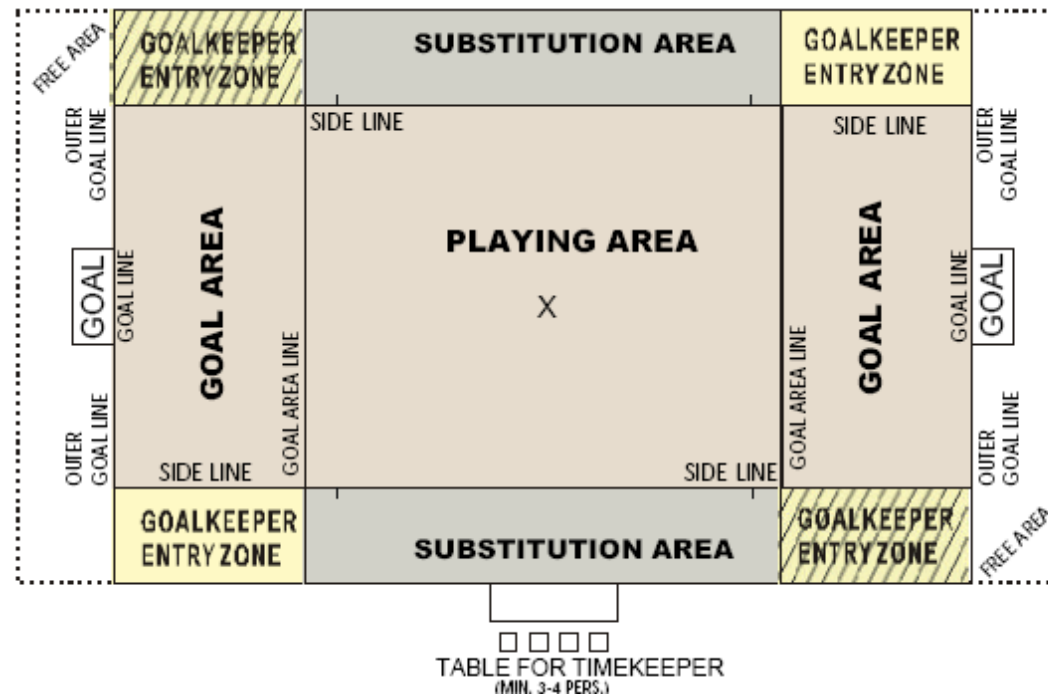 FREE AREA
GOALKEEPER
ENTRY ZONE
SUBSTITUTION AREA
GOALKEEPER
ENTRY ZONE
SIDE LINE
SIDE LINE
OUTER
GOAL LINE
OUTER
GOAL LINE
PLAYING AREA
X
GOAL
GOAL LINE
GOAL AREA
GOAL AREA LINE
GOAL AREA LINE
GOAL AREA
GOAL LINE
GOAL
OUTER
GOAL LINE
OUTER
GOAL LINE
SIDE LINE
SIDE LINE
GOALKEEPER
ENTRY ZONE
SUBSTITUTION AREA
GOALKEEPER
ENTRY ZONE
FREE AREA
TABLE FOR TIMEKEEPER
(MIN. 3-4 PERS.)